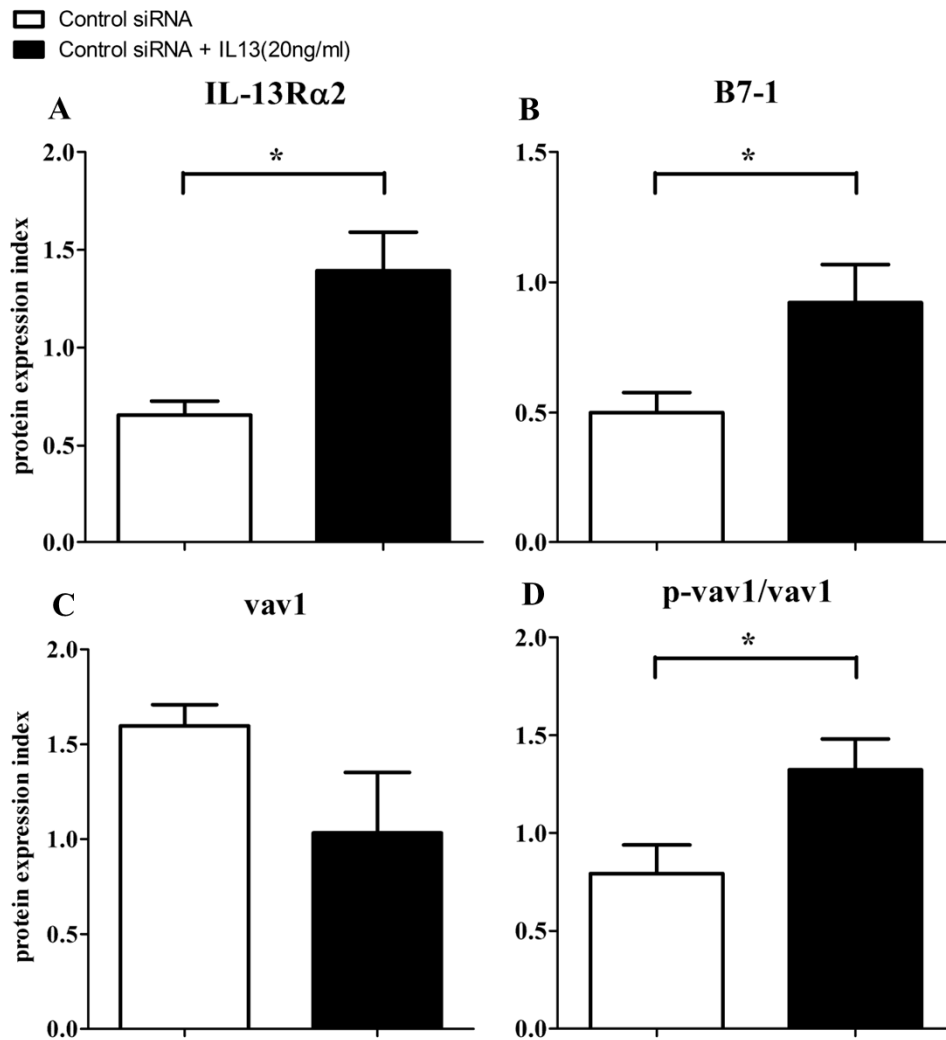 Control siRNA
Control siRNA + IL13(20ng/ml)
A
IL-13Rα2
2.0
1.5
1.0
0.5
0.0
protein expression index
*
B
B7-1
1.5
1.0
0.5
0.0
*
C
vav1
2.0
1.5
1.0
0.5
0.0
protein expression index
D
p-vav1/vav1
2.0
1.5
1.0
0.5
0.0
*